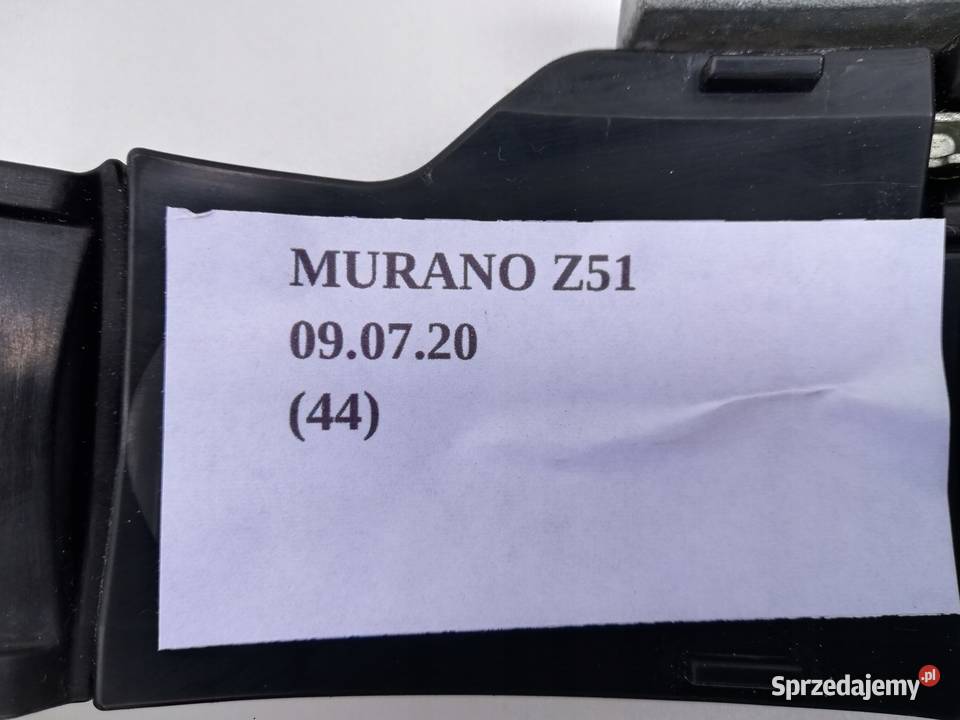 MURANO Z51
09.07.20
(44)
Sprzedajemy.pl